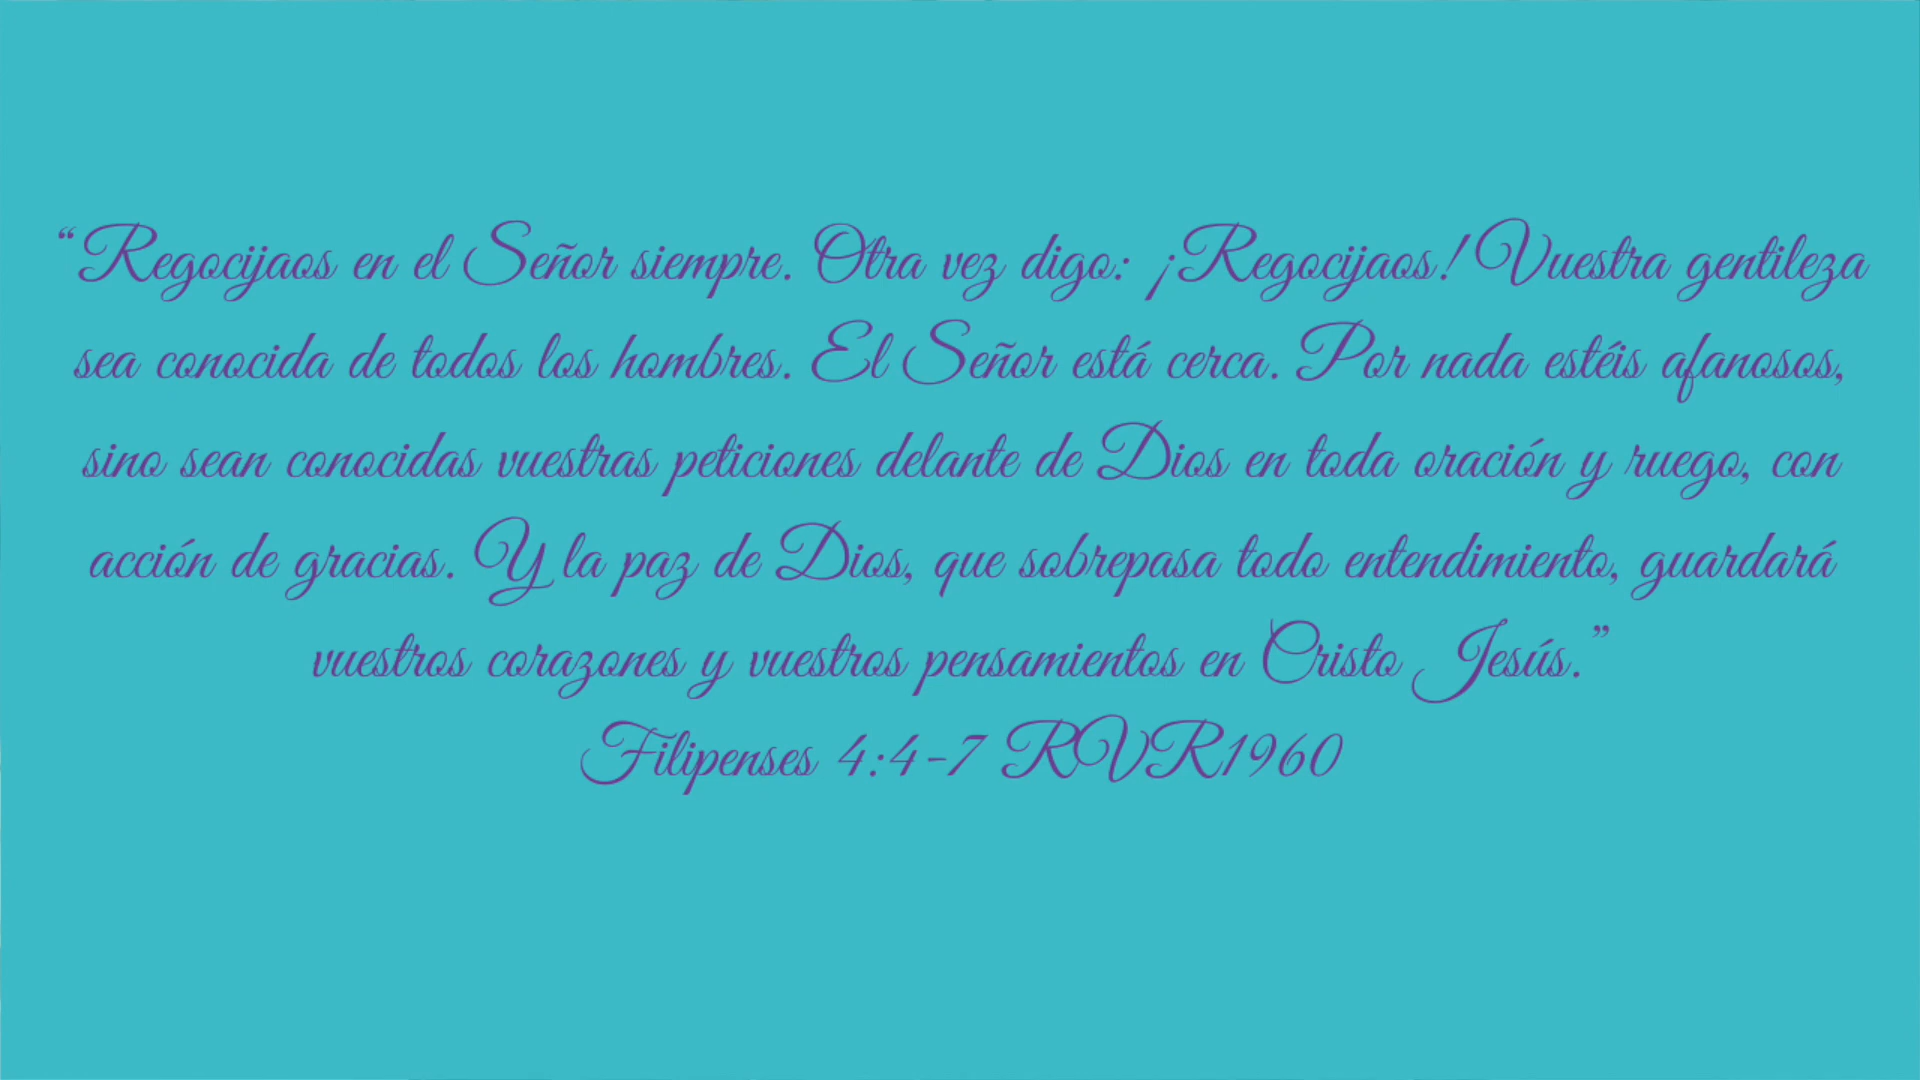 “Regocijaos en el Señor siempre. Otra vez digo: ¡Regocijaos! Vuestra gentileza
sea conocida de todos los hombres. El Señor está cerca. Por nada estéis afanosos,
sino sean conocidas vuestras peticiones delante de Dios en toda oración y ruego, con
acción de gracias. Y la paz de Dios, que sobrepasa todo entendimiento, guardará
vuestros corazones y vuestros pensamientos en Cristo Jesús.”
Filipenses 4:4-7 RVR1960